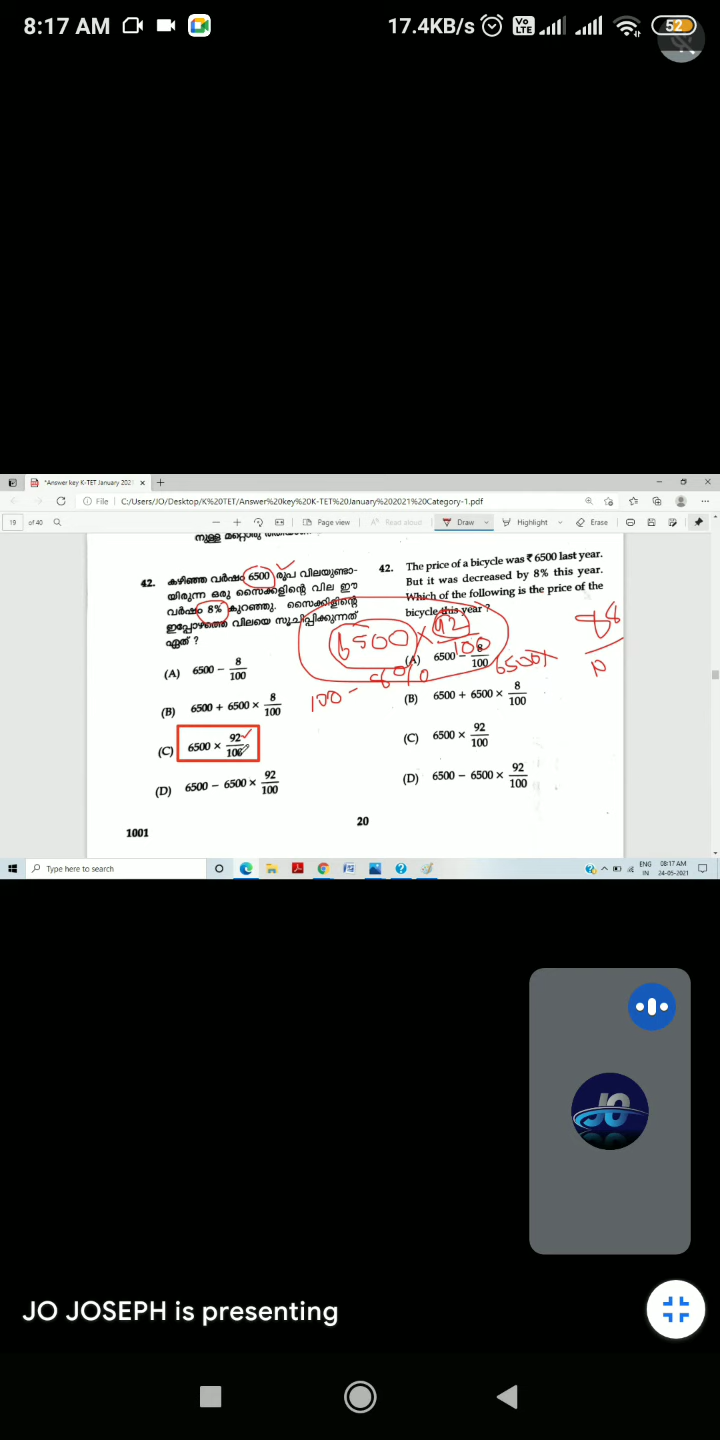 8:17 AM
17.4KB/s
Vo
LTE
52
*Answer key K-TET January 202
File
C:/Users/JO/Desktop/K%20TET/Answer%20key%20K-TET%20January%202021%20Category-1.pdf
19 of 40
Page view
Read aloud
Draw
Highlight
Erase
42. കഴിഞ്ഞ വർഷം 6500 രൂപ വിലയുണ്ടാ-
യിരുന്ന ഒരു സൈക്കിളിന്റെ വില ഈ
വർഷം 8% കുറഞ്ഞു. സൈക്കിളിന്റെ
ഇപ്പോഴത്തെ വിലയെ സൂചിപ്പിക്കുന്നത്
ഏത് ?
(A) 6500 − 8/100
(B) 6500 + 6500 × 8/100
(C) 6500 × 92/100
(D) 6500 − 6500 × 92/100
1001
20
42. The price of a bicycle was ₹ 6500 last year.
But it was decreased by 8% this year.
Which of the following is the price of the
bicycle this year ?
(A) 6500 − 8/100
(B) 6500 + 6500 × 8/100
(C) 6500 × 92/100
(D) 6500 − 6500 × 92/100
6500 × 92/100
100 -
6500×
Type here to search
ENG
IN
08:17 AM
24-05-2021
JO
JO JOSEPH is presenting